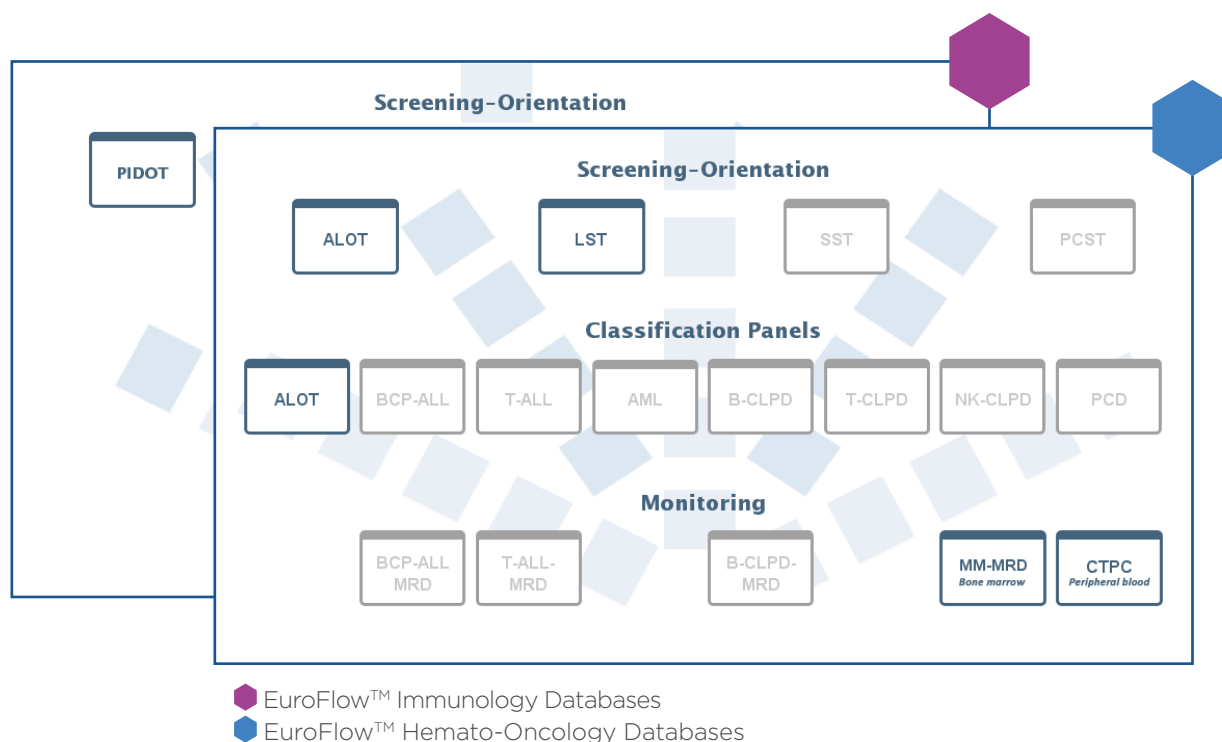 Screening-Orientation
PIDOT
Screening-Orientation
ALOT
LST
SST
PCST
Classification Panels
ALOT
BCP-ALL
T-ALL
AML
B-CLPD
T-CLPD
NK-CLPD
PCD
Monitoring
BCP-ALL
MRD
T-ALL-
MRD
B-CLPD-
MRD
MM-MRD
Bone marrow
CTPC
Peripheral blood
EuroFlow™ Immunology Databases
EuroFlow™ Hemato-Oncology Databases